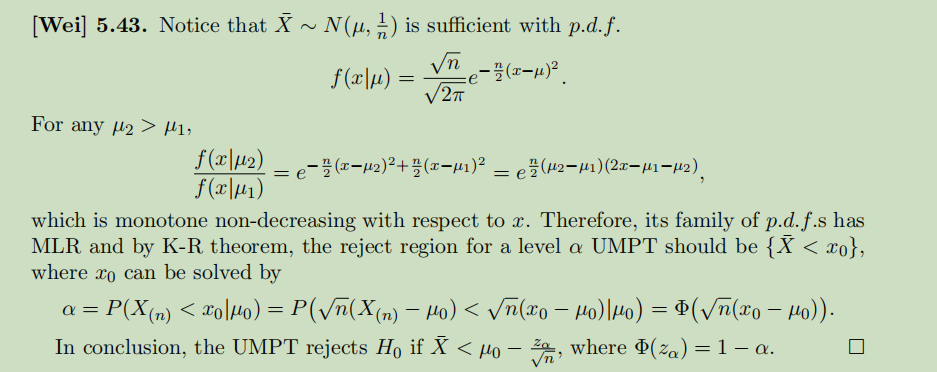 [Wei] 5.43. Notice that X̄ ∼ N(μ, 1/n) is sufficient with p.d.f.
f(x|μ) = √n/√2π e^{−n/2(x−μ)²}.
For any μ₂ > μ₁,
f(x|μ₂)/f(x|μ₁) = e^{−n/2(x−μ₂)²+n/2(x−μ₁)²} = e^{n/2(μ₂−μ₁)(2x−μ₁−μ₂)},
which is monotone non-decreasing with respect to x. Therefore, its family of p.d.f.s has
MLR and by K-R theorem, the reject region for a level α UMPT should be {X̄ < x₀},
where x₀ can be solved by
α = P(X₍ₙ₎ < x₀|μ₀) = P(√n(X₍ₙ₎ − μ₀) < √n(x₀ − μ₀)|μ₀) = Φ(√n(x₀ − μ₀)).
In conclusion, the UMPT rejects H₀ if X̄ < μ₀ − z_α/√n, where Φ(z_α) = 1 − α. □